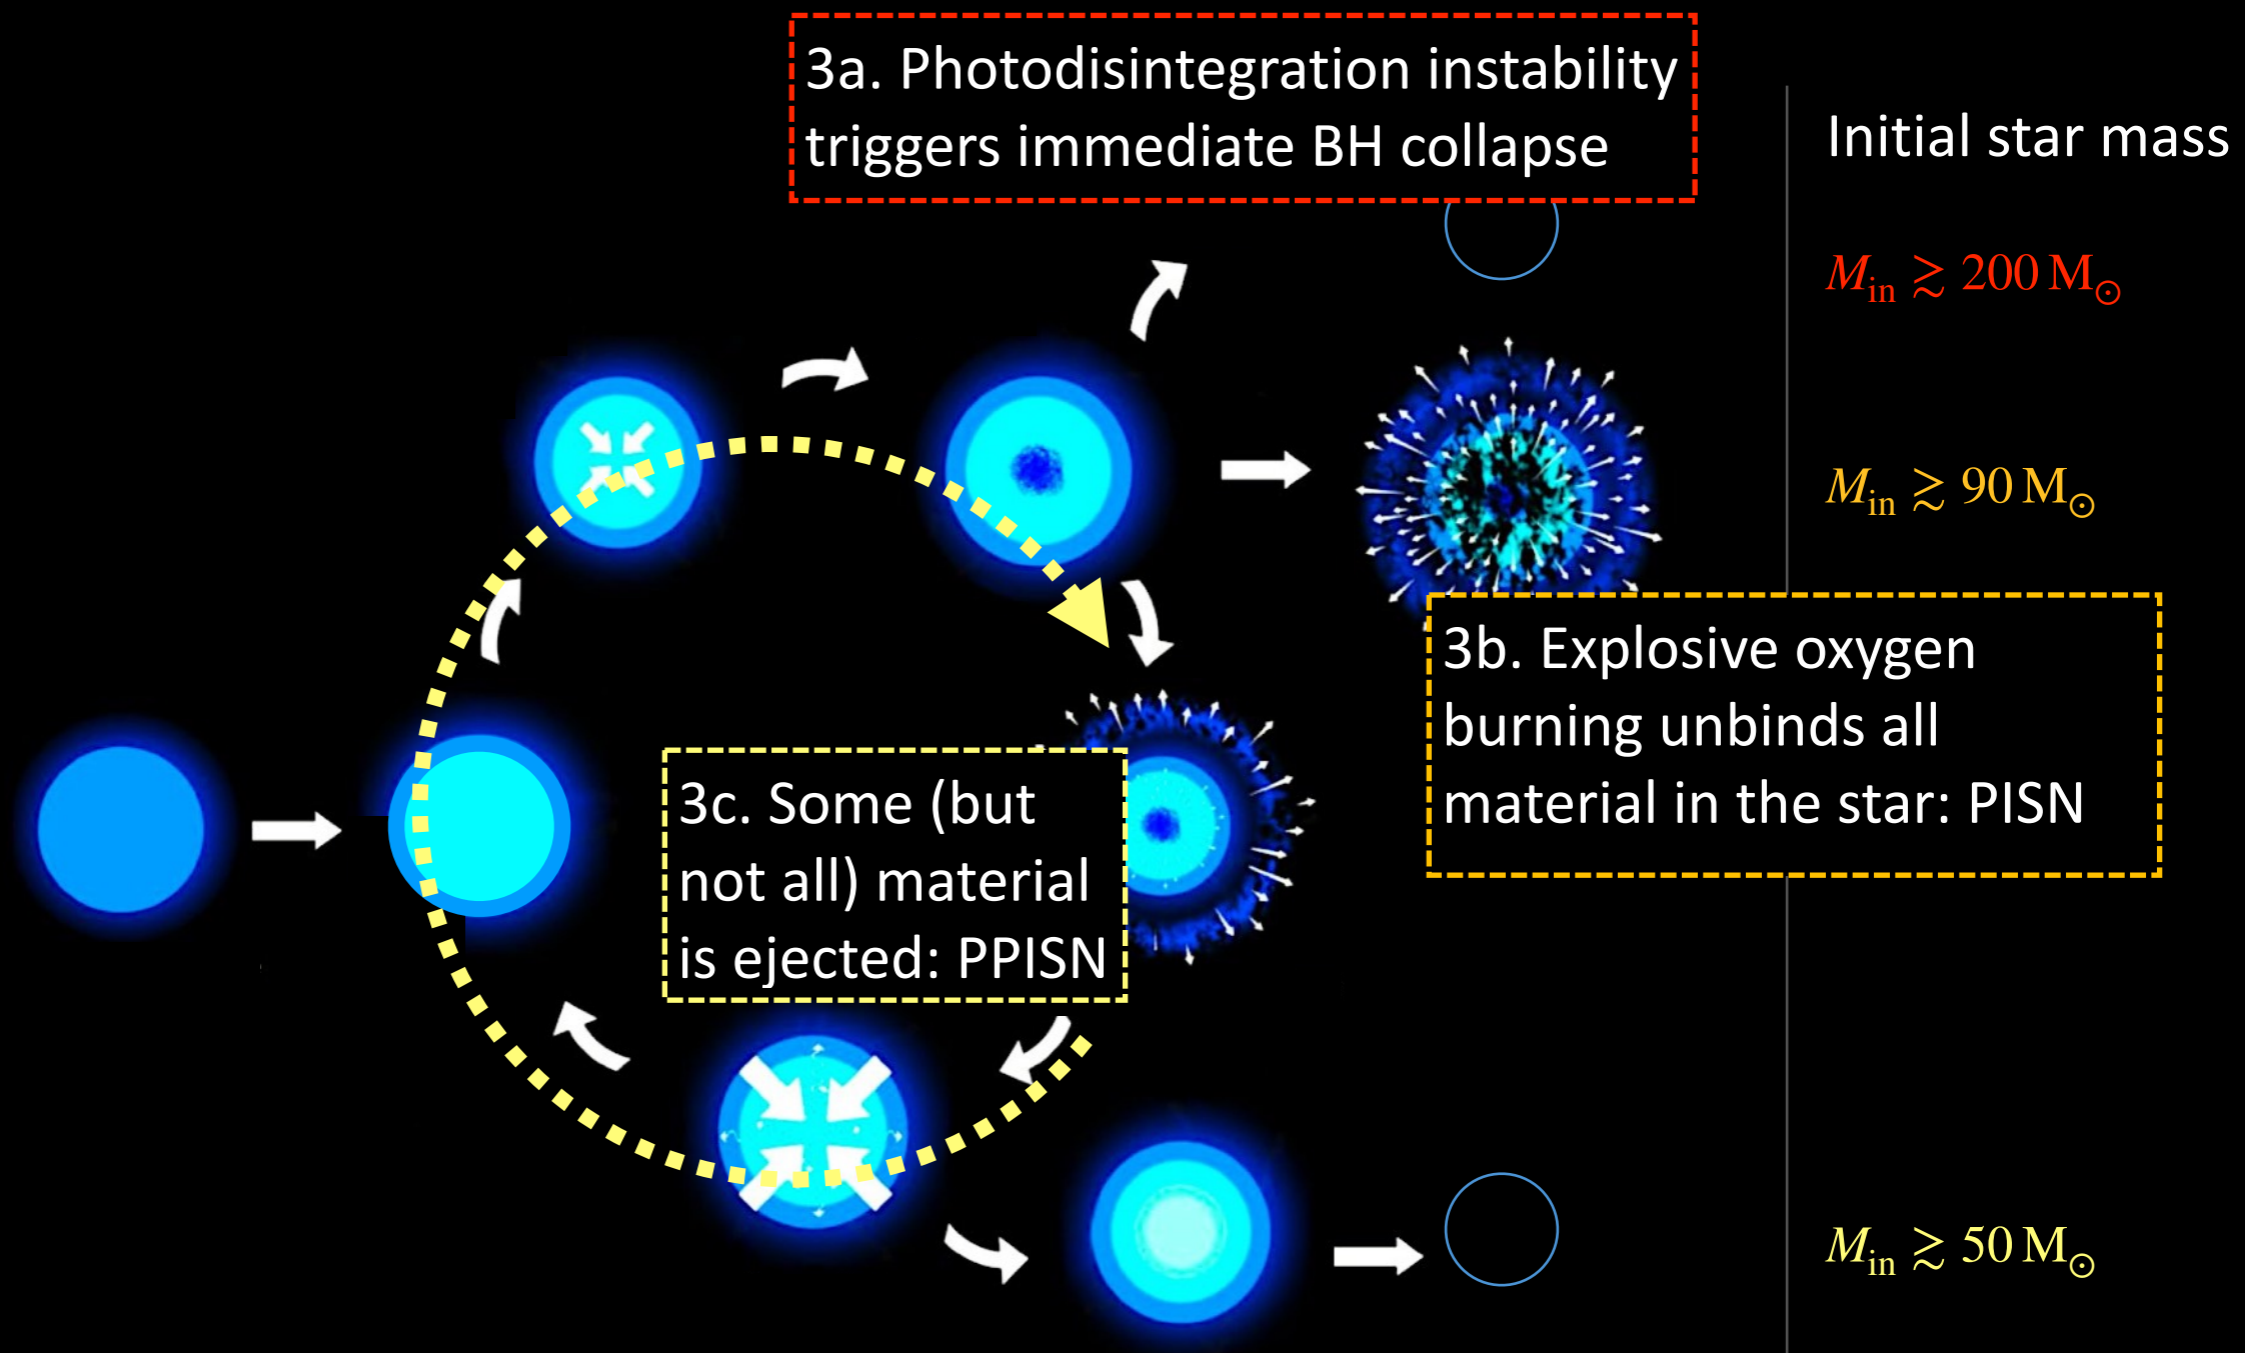 3a. Photodisintegration instability
triggers immediate BH collapse
Initial star mass
M_in ≳ 200 M_⊙
M_in ≳ 90 M_⊙
3b. Explosive oxygen
burning unbinds all
material in the star: PISN
3c. Some (but
not all) material
is ejected: PPISN
M_in ≳ 50 M_⊙